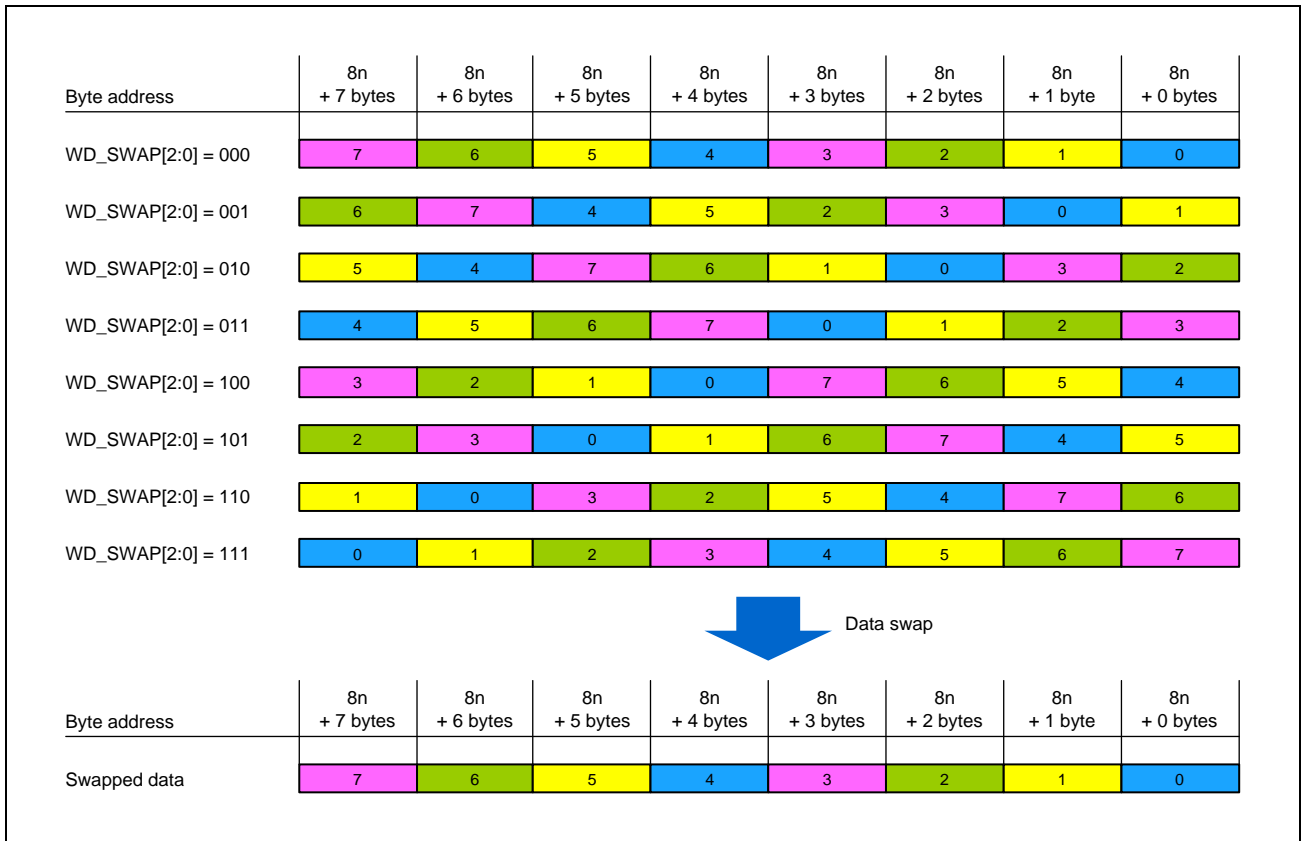 8n 8n 8n 8n 8n 8n 8n 8n
Byte address + 7 bytes + 6 bytes + 5 bytes + 4 bytes + 3 bytes + 2 bytes + 1 byte + 0 bytes
WD_SWAP[2:0] = 000 7 6 5 4 3 2 1 0
WD_SWAP[2:0] = 001 6 7 4 5 2 3 0 1
WD_SWAP[2:0] = 010 5 4 7 6 1 0 3 2
WD_SWAP[2:0] = 011 4 5 6 7 0 1 2 3
WD_SWAP[2:0] = 100 3 2 1 0 7 6 5 4
WD_SWAP[2:0] = 101 2 3 0 1 6 7 4 5
WD_SWAP[2:0] = 110 1 0 3 2 5 4 7 6
WD_SWAP[2:0] = 111 0 1 2 3 4 5 6 7
Data swap
8n 8n 8n 8n 8n 8n 8n 8n
Byte address + 7 bytes + 6 bytes + 5 bytes + 4 bytes + 3 bytes + 2 bytes + 1 byte + 0 bytes
Swapped data 7 6 5 4 3 2 1 0